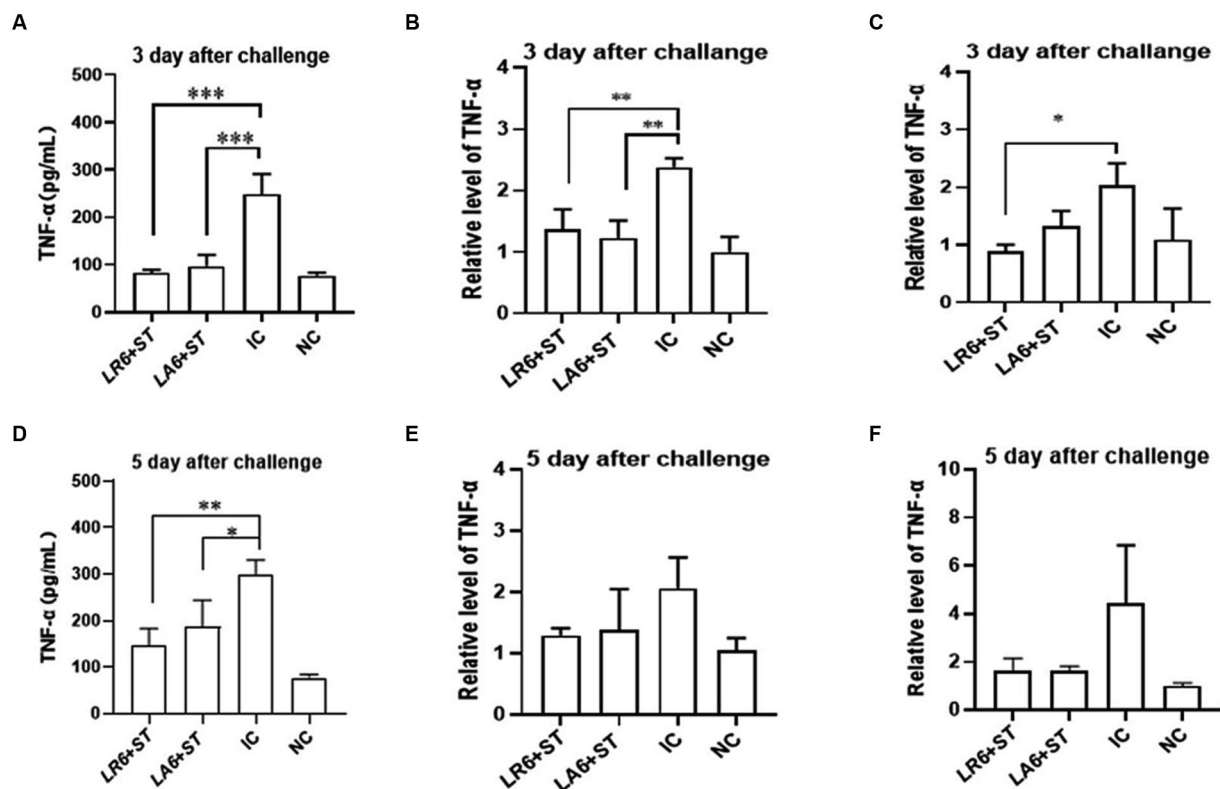 A
3 day after challenge
TNF-α(pg/mL)
500
400
300
200
100
0
***
***
LR6+ST
LA6+ST
IC
NC
B
3 day after challange
Relative level of TNF-α
4
3
2
1
0
**
**
LR6+ST
LA6+ST
IC
NC
C
3 day after challange
Relative level of TNF-α
4
3
2
1
0
*
LR6+ST
LA6+ST
IC
NC
D
5 day after challenge
TNF-α (pg/mL)
500
400
300
200
100
0
**
*
LR6+ST
LA6+ST
IC
NC
E
5 day after challenge
Relative level of TNF-α
4
3
2
1
0
LR6+ST
LA6+ST
IC
NC
F
5 day after challenge
Relative level of TNF-α
10
8
6
4
2
0
LR6+ST
LA6+ST
IC
NC